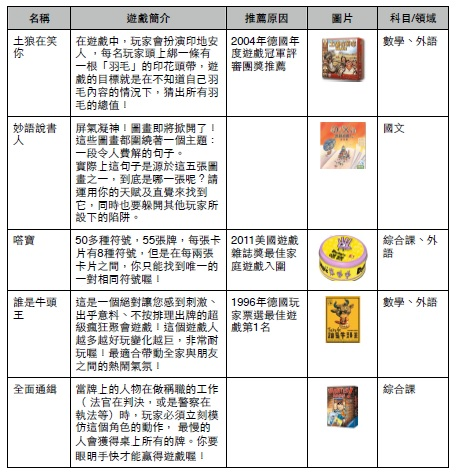 名稱 遊戲簡介 推薦原因 圖片 科目/領域
土狼在笑
你
在遊戲中，玩家會扮演印地安
人 ，每名玩家頭上綁一條有
一根「羽毛」的印花頭帶，遊
戲的目標就是在不知道自己羽
毛內容的情況下，猜出所有羽
毛的總值！
2004年德國年
度遊戲冠軍評
審團獎推薦
數學、外語
妙語說書
人
屏氣凝神！圖畫即將掀開了！
這些圖畫都圍繞著一個主題：
一段令人費解的句子。
實際上這句子是源於這五張圖
畫之一，到底是哪一張呢？請
運用你的天賦及直覺來找到
它，同時也要躲開其他玩家所
設下的陷阱。
國文
嗒寶
50多種符號，55張牌，每張卡
片有8種符號，但是在每兩張
卡片之間，你只能找到唯一的
一對相同符號喔！
2011美國遊戲
雜誌獎最佳家
庭遊戲入圍
綜合課、外
語
誰是牛頭
王
這是一個絕對讓您感到刺激、
出乎意料、不按排理出牌的超
級瘋狂聚會遊戲！這個遊戲人
越多越好玩變化越巨，非常耐
玩喔！最適合帶動全家與朋友
之間的熱鬧氣氛！
1996年德國玩
家票選最佳遊
戲第1名
誰是牛頭王
數學、外語
全面通緝
當牌上的人物在做稱職的工作
（ 法官在判決，或是警察在
執法等）時，玩家必須立刻模
仿這個角色的動作， 最慢的
人會獲得桌上所有的牌。你要
眼明手快才能贏得遊戲喔！
綜合課